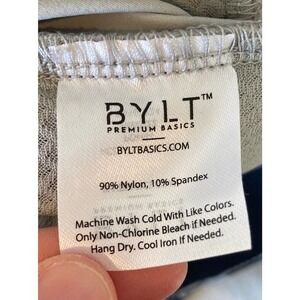 BYLT™
PREMIUM BASICS
BYLTBASICS.COM
90% Nylon, 10% Spandex
Machine Wash Cold With Like Colors.
Only Non-Chlorine Bleach if Needed.
Hang Dry. Cool Iron if Needed.